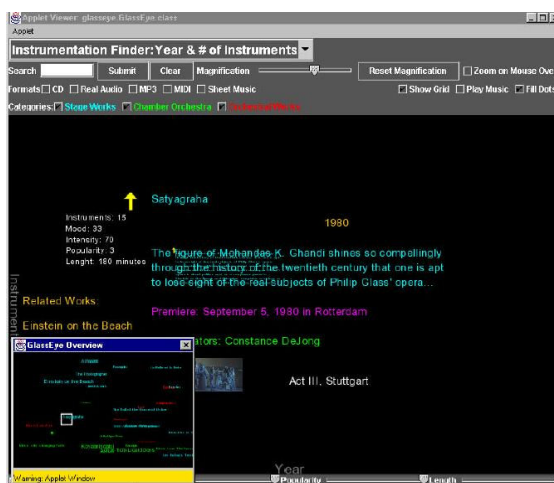 Applet Viewer: glasseye.GlassEye.class
Applet
Instrumentation Finder:Year & # of Instruments
Search Submit Clear Magnification Reset Magnification Zoom on Mouse Ove
Formats CD Real Audio MP3 MIDI Sheet Music Show Grid Play Music Fill Dots
Categories: Stage Works Chamber Orchestra
Satyagraha
1980
Instruments: 15
Mood: 33
Intensity: 70
Popularity: 3
Lenght: 180 minutes
The figure of Mohandas K. Ghandi shines so compellingly
through the history of the twentieth century that one is apt
to lose sight of the real subjects of Philip Glass' opera...
Instrument
Related Works:
Einstein on the Beach
Premiere: September 5, 1980 in Rotterdam
ators: Constance DeJong
GlassEye Overview
Act III, Stuttgart
Year
Warning: Applet Window
Popularity
Length